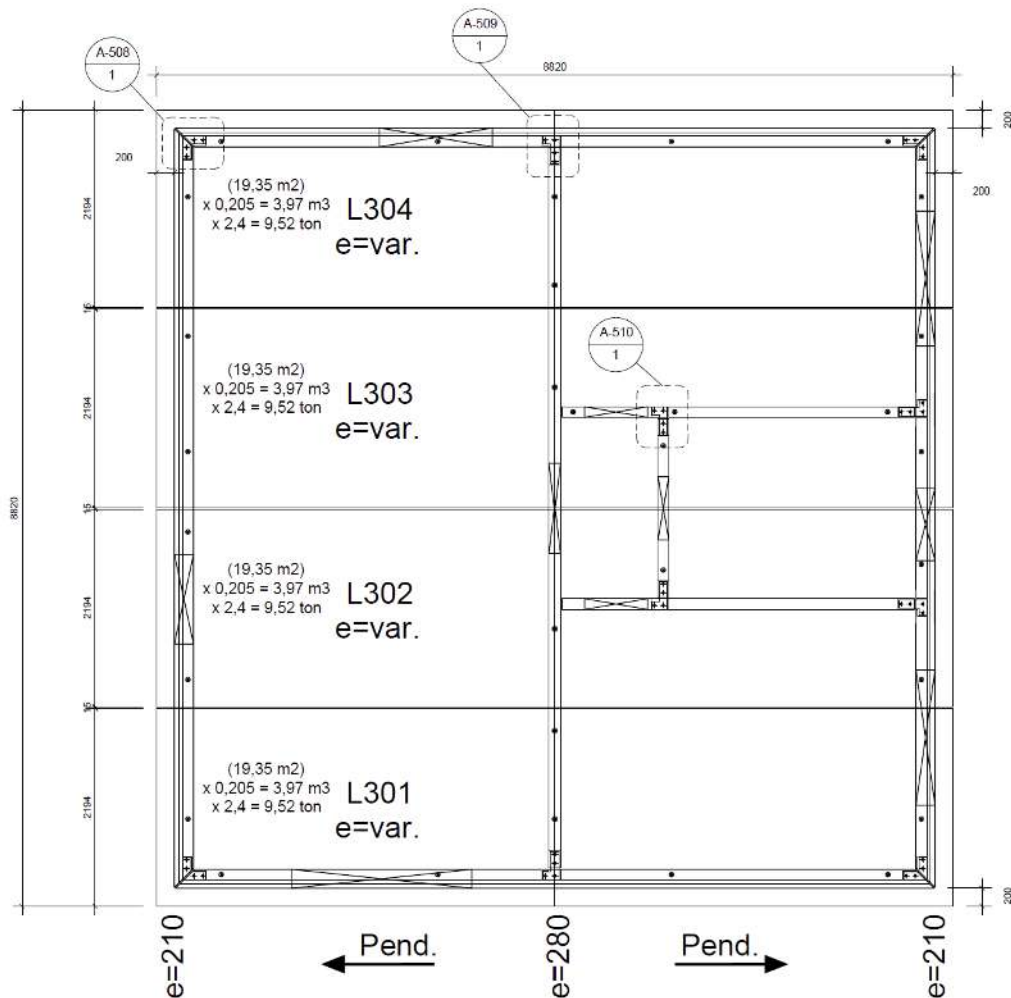 A-509
1
A-508
1
8820
200
200
200
2194
(19,35 m2)
x 0,205 = 3,97 m3
x 2,4 = 9,52 ton
L304
e=var.
15
A-510
1
2194
(19,35 m2)
x 0,205 = 3,97 m3
x 2,4 = 9,52 ton
L303
e=var.
8820
15
2194
(19,35 m2)
x 0,205 = 3,97 m3
x 2,4 = 9,52 ton
L302
e=var.
15
2194
(19,35 m2)
x 0,205 = 3,97 m3
x 2,4 = 9,52 ton
L301
e=var.
200
e=210
Pend.
e=280
Pend.
e=210